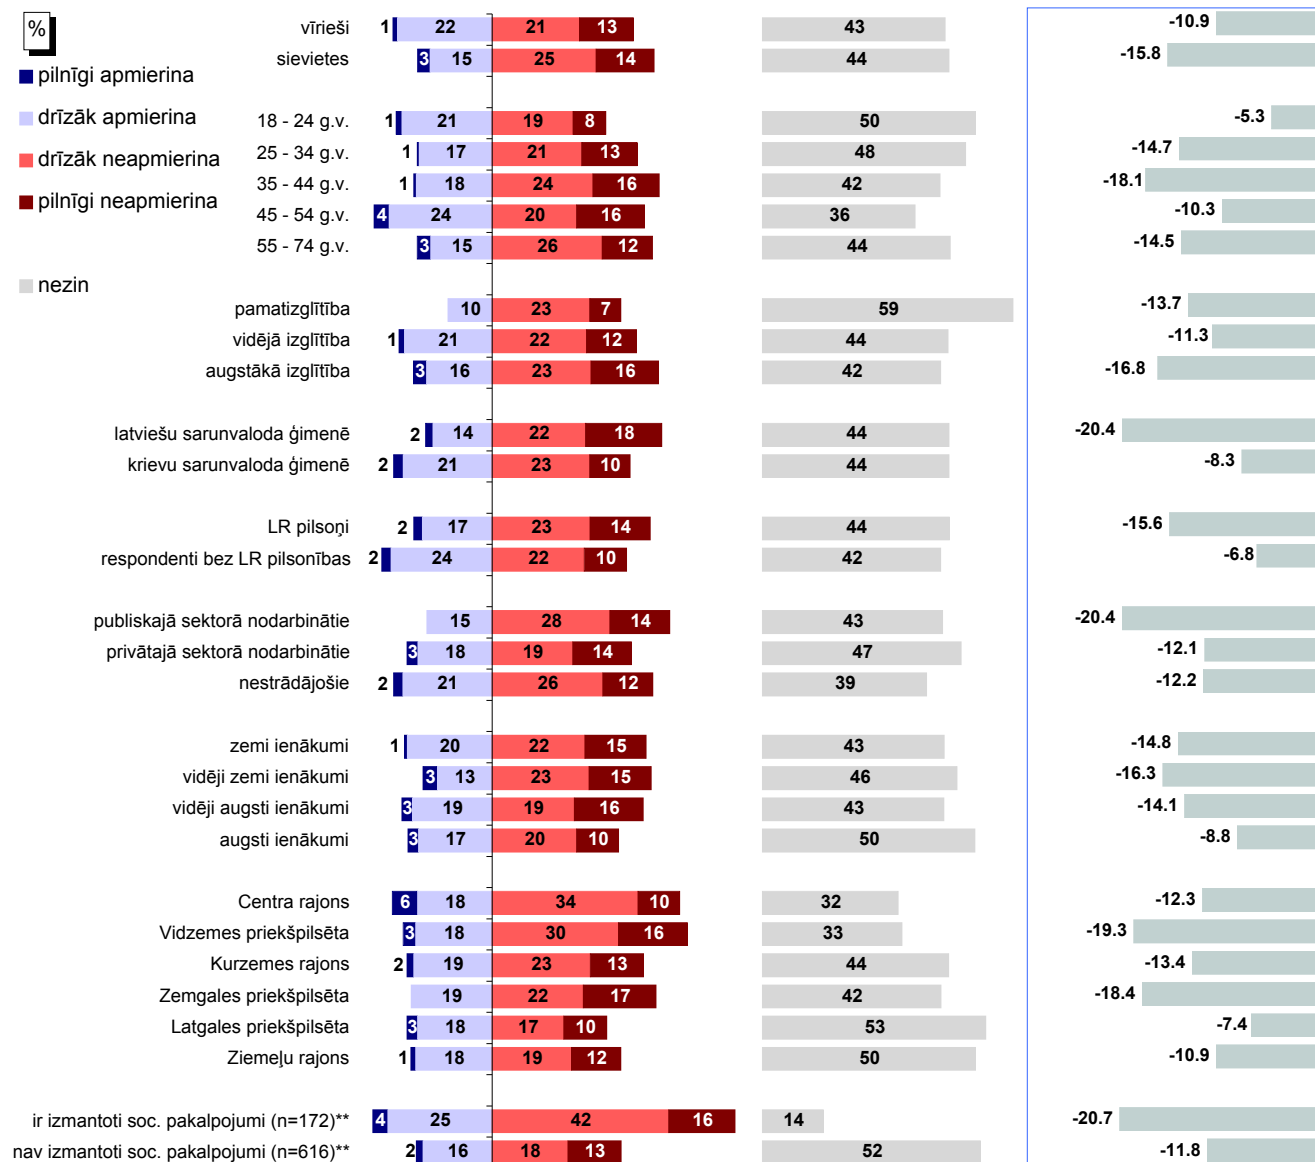 %
pilnīgi apmierina
drīzāk apmierina
drīzāk neapmierina
pilnīgi neapmierina
nezin
vīrieši 1 22 21 13 43 -10.9
sievietes 3 15 25 14 44 -15.8
18 - 24 g.v. 1 21 19 8 50 -5.3
25 - 34 g.v. 1 17 21 13 48 -14.7
35 - 44 g.v. 1 18 24 16 42 -18.1
45 - 54 g.v. 4 24 20 16 36 -10.3
55 - 74 g.v. 3 15 26 12 44 -14.5
pamatizglītība 10 23 7 59 -13.7
vidējā izglītība 1 21 22 12 44 -11.3
augstākā izglītība 3 16 23 16 42 -16.8
latviešu sarunvaloda ģimenē 2 14 22 18 44 -20.4
krievu sarunvaloda ģimenē 2 21 23 10 44 -8.3
LR pilsoņi 2 17 23 14 44 -15.6
respondenti bez LR pilsonības 2 24 22 10 42 -6.8
publiskajā sektorā nodarbinātie 15 28 14 43 -20.4
privātajā sektorā nodarbinātie 3 18 19 14 47 -12.1
nestrādājošie 2 21 26 12 39 -12.2
zemi ienākumi 1 20 22 15 43 -14.8
vidēji zemi ienākumi 3 13 23 15 46 -16.3
vidēji augsti ienākumi 3 19 19 16 43 -14.1
augsti ienākumi 3 17 20 10 50 -8.8
Centra rajons 6 18 34 10 32 -12.3
Vidzemes priekšpilsēta 3 18 30 16 33 -19.3
Kurzemes rajons 2 19 23 13 44 -13.4
Zemgales priekšpilsēta 19 22 17 42 -18.4
Latgales priekšpilsēta 3 18 17 10 53 -7.4
Ziemeļu rajons 1 18 19 12 50 -10.9
ir izmantoti soc. pakalpojumi (n=172)** 4 25 42 16 14 -20.7
nav izmantoti soc. pakalpojumi (n=616)** 2 16 18 13 52 -11.8